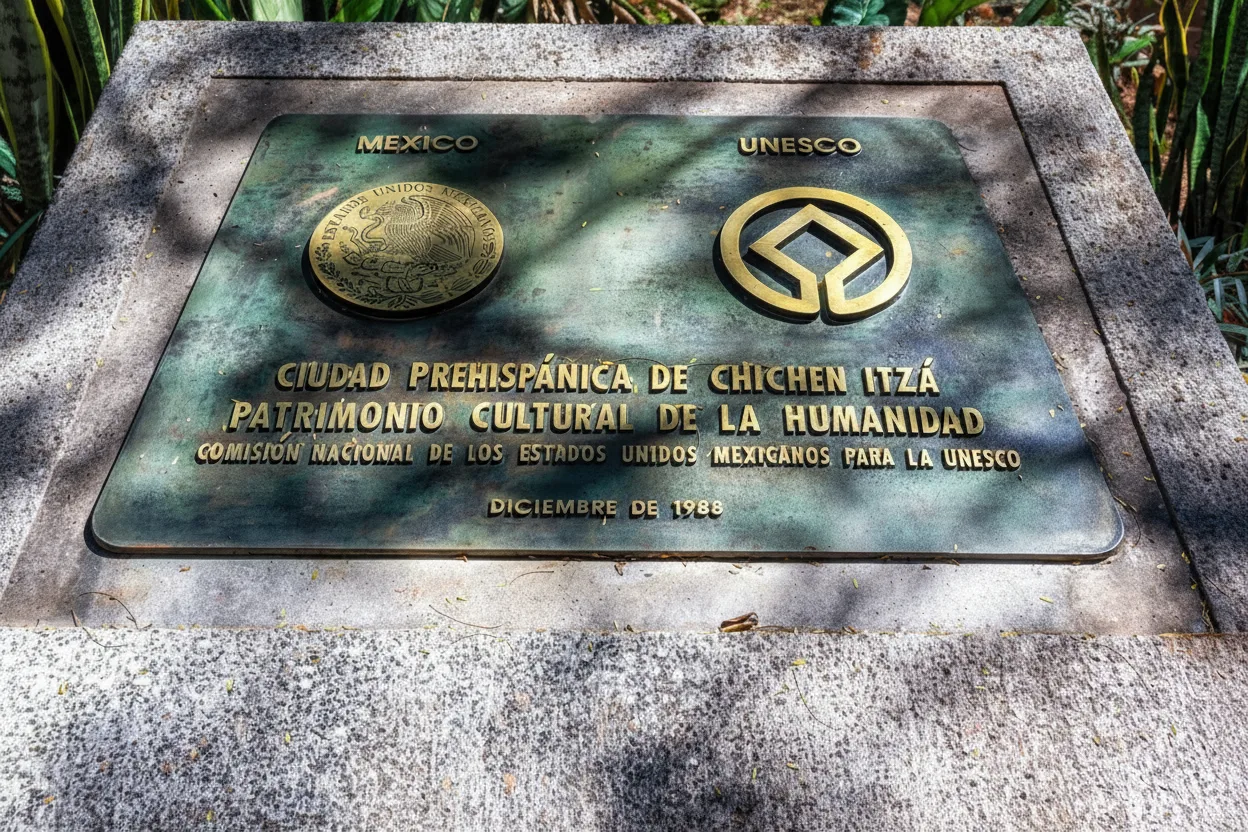 MEXICO
UNESCO
ESTADOS UNIDOS MEXICANOS
CIUDAD PREHISPÁNICA DE CHICHEN ITZÁ
PATRIMONIO CULTURAL DE LA HUMANIDAD
COMISIÓN NACIONAL DE LOS ESTADOS UNIDOS MEXICANOS PARA LA UNESCO
DICIEMBRE DE 1988